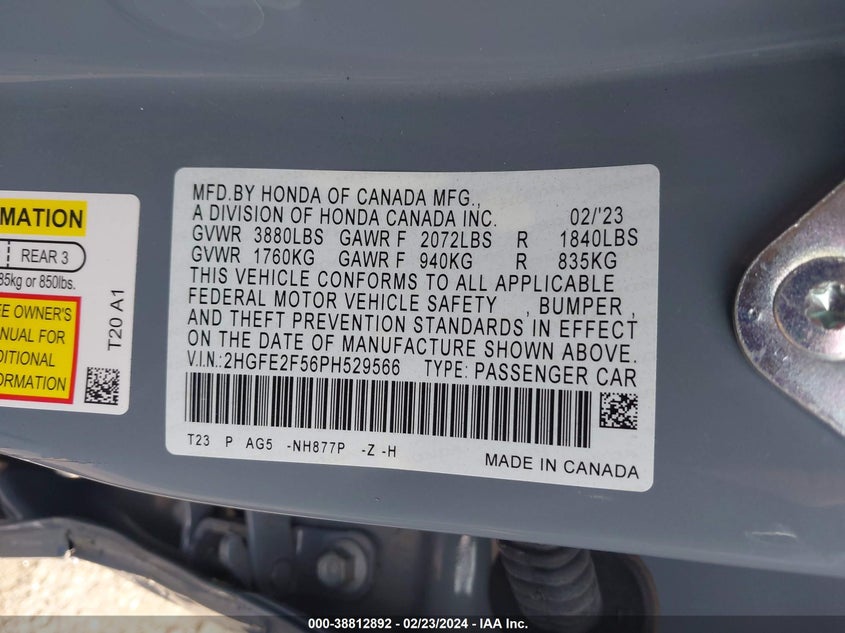 MATION
REAR 3
85kg or 850lbs.
EE OWNER'S
ANUAL FOR
DITIONAL
FORMATION
T20 A1
MFD.BY HONDA OF CANADA MFG.,
A DIVISION OF HONDA CANADA INC. 02/'23
GVWR 3880LBS GAWR F 2072LBS R 1840LBS
GVWR 1760KG GAWR F 940KG R 835KG
THIS VEHICLE CONFORMS TO ALL APPLICABLE
FEDERAL MOTOR VEHICLE SAFETY , BUMPER ,
AND THEFT PREVENTION STANDARDS IN EFFECT
ON THE DATE OF MANUFACTURE SHOWN ABOVE.
V.I.N.:2HGFE2F56PH529566 TYPE: PASSENGER CAR
T23 P AG5 -NH877P -Z -H
MADE IN CANADA
000-38812892 - 02/23/2024 - IAA Inc.